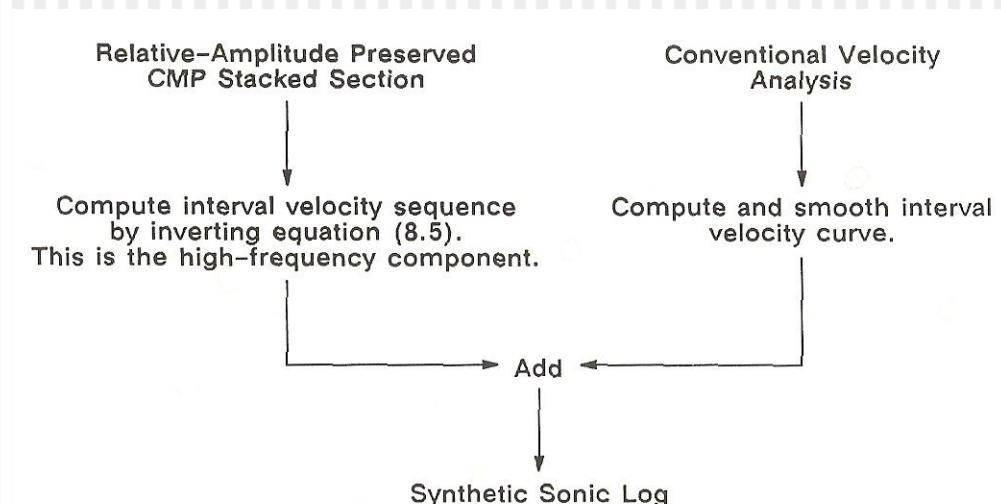 Relative-Amplitude Preserved
CMP Stacked Section
Conventional Velocity
Analysis
Compute interval velocity sequence
by inverting equation (8.5).
This is the high-frequency component.
Compute and smooth interval
velocity curve.
Add
Synthetic Sonic Log